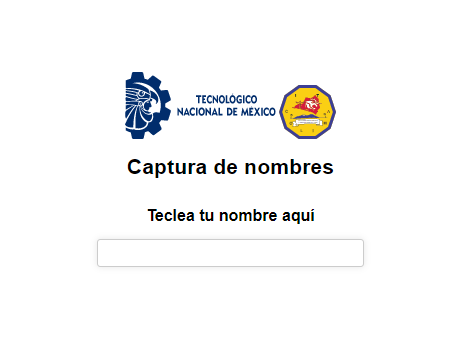 TECNOLÓGICO
NACIONAL DE MÉXICO
Captura de nombres
Teclea tu nombre aquí